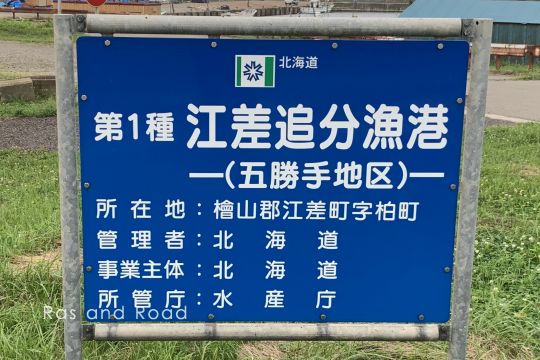 北海道
第1種 江差追分漁港
―(五勝手地区)―
所在地：檜山郡江差町字柏町
管理者：北海道
事業主体：北海道
所管庁：水産庁
Ras and Road